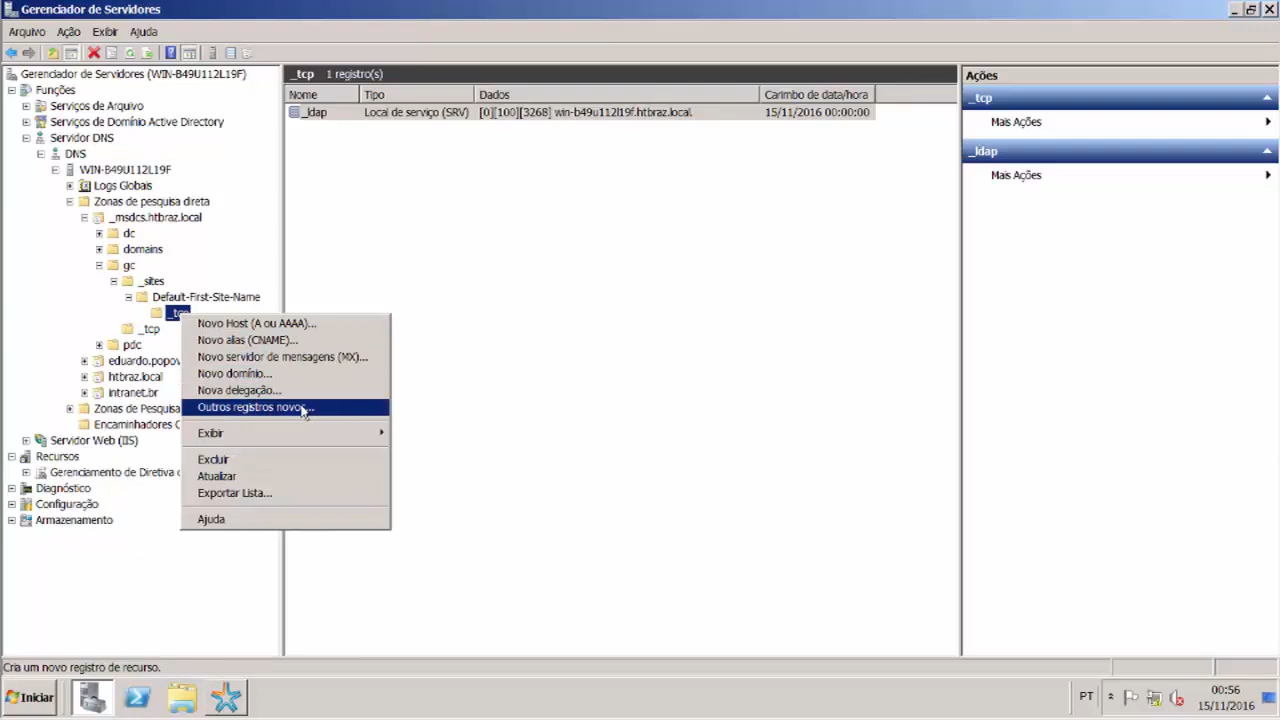 Gerenciador de Servidores
Arquivo Ação Exibir Ajuda
Gerenciador de Servidores (WIN-B49U112L19F)
Funções
Serviços de Arquivo
Serviços de Domínio Active Directory
Servidor DNS
DNS
WIN-B49U112L19F
Logs Globais
Zonas de pesquisa direta
_msdcs.htbraz.local
dc
domains
gc
_sites
Default-First-Site-Name
_tcp
_tcp
pdc
eduardo.popov
htbraz.local
intranet.br
Zonas de Pesquisa
Encaminhadores C
Servidor Web (IIS)
Recursos
Gerenciamento de Diretiva
Diagnóstico
Configuração
Armazenamento
_tcp 1 registro(s)
Nome Tipo Dados Carimbo de data/hora
_ldap Local de serviço (SRV) [0][100][3268] win-b49u112l19f.htbraz.local. 15/11/2016 00:00:00
Novo Host (A ou AAAA)...
Novo alias (CNAME)...
Novo servidor de mensagens (MX)...
Novo domínio...
Nova delegação...
Outros registros novos...
Exibir
Excluir
Atualizar
Exportar Lista...
Ajuda
Ações
_tcp
Mais Ações
_ldap
Mais Ações
Cria um novo registro de recurso.
Iniciar
PT
00:56
15/11/2016